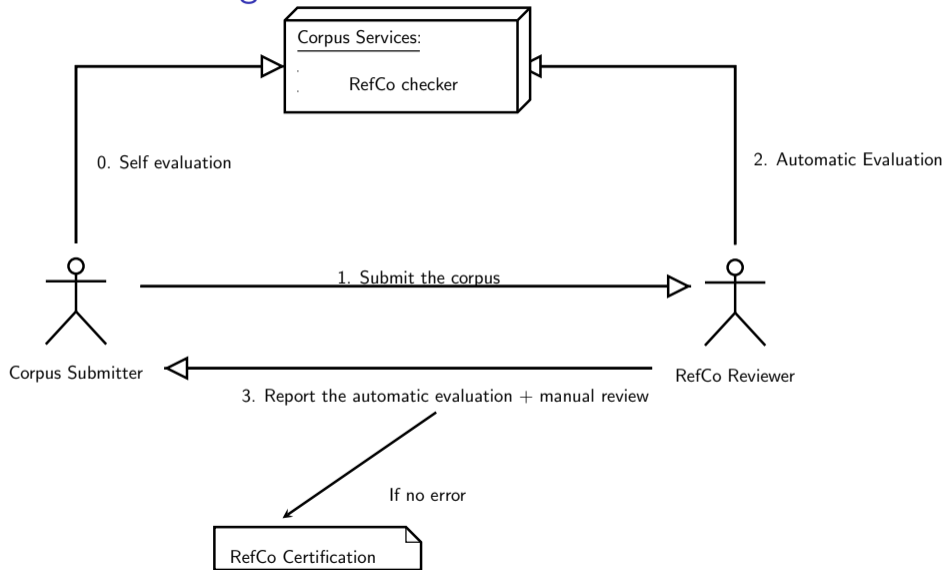 Corpus Services:
RefCo checker
0. Self evaluation
2. Automatic Evaluation
1. Submit the corpus
Corpus Submitter
RefCo Reviewer
3. Report the automatic evaluation + manual review
If no error
RefCo Certification